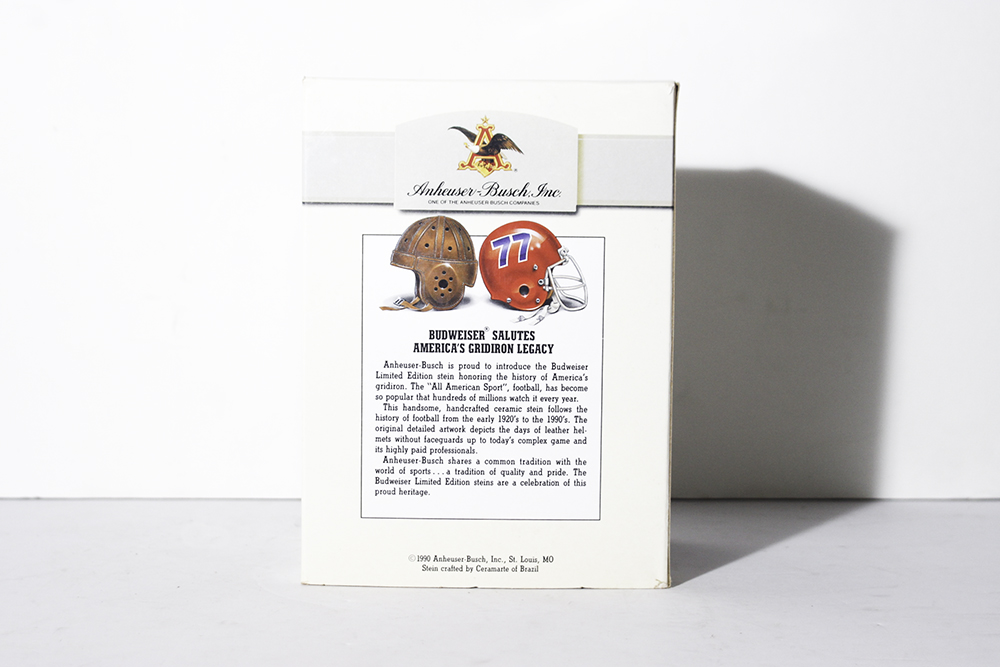 Anheuser-Busch, Inc.
ONE OF THE ANHEUSER BUSCH COMPANIES
77
BUDWEISER® SALUTES
AMERICA'S GRIDIRON LEGACY
Anheuser-Busch is proud to introduce the Budweiser
Limited Edition stein honoring the history of America's
gridiron. The "All American Sport", football, has become
so popular that hundreds of millions watch it every year.
This handsome, handcrafted ceramic stein follows the
history of football from the early 1920's to the 1990's. The
original detailed artwork depicts the days of leather hel-
mets without faceguards up to today's complex game and
its highly paid professionals.
Anheuser-Busch shares a common tradition with the
world of sports . . . a tradition of quality and pride. The
Budweiser Limited Edition steins are a celebration of this
proud heritage.
©1990 Anheuser-Busch, Inc., St. Louis, MO
Stein crafted by Ceramarte of Brazil